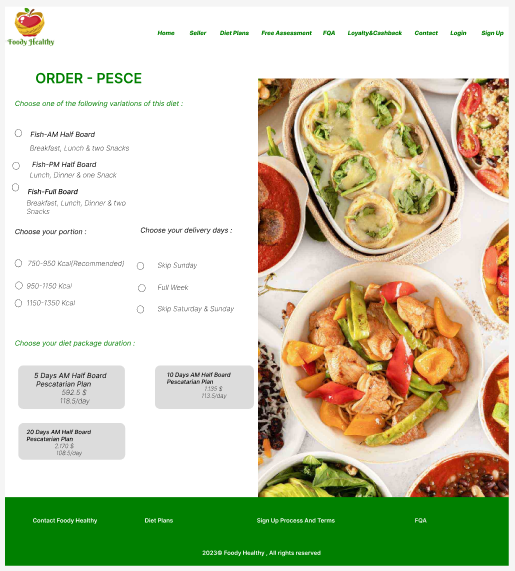 Foody Healthy
Home Seller Diet Plans Free Assessment FQA Loyalty&Cashback Contact Login Sign Up
ORDER - PESCE
Choose one of the following variations of this diet :
Fish-AM Half Board
Breakfast, Lunch & two Snacks
Fish-PM Half Board
Lunch, Dinner & one Snack
Fish-Full Board
Breakfast, Lunch, Dinner & two
Snacks
Choose your portion :
750-950 Kcal(Recommended)
950-1150 Kcal
1150-1350 Kcal
Choose your delivery days :
Skip Sunday
Full Week
Skip Saturday & Sunday
Choose your diet package duration :
5 Days AM Half Board
Pescatarian Plan
592.5 $
118.5/day
10 Days AM Half Board
Pescatarian Plan
1.135 $
113.5/day
20 Days AM Half Board
Pescatarian Plan
2.170 $
108.5/day
Contact Foody Healthy Diet Plans Sign Up Process And Terms FQA
2023© Foody Healthy , All rights reserved